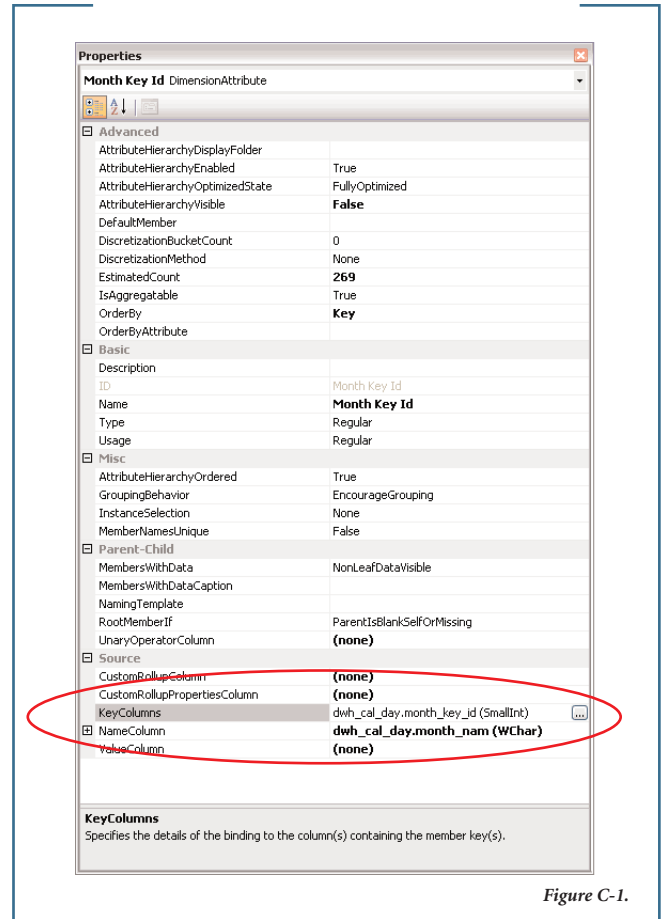 Properties
Month Key Id DimensionAttribute
Advanced
AttributeHierarchyDisplayFolder
AttributeHierarchyEnabled True
AttributeHierarchyOptimizedState FullyOptimized
AttributeHierarchyVisible False
DefaultMember
DiscretizationBucketCount 0
DiscretizationMethod None
EstimatedCount 269
IsAggregatable True
OrderBy Key
OrderByAttribute
Basic
Description
ID Month Key Id
Name Month Key Id
Type Regular
Usage Regular
Misc
AttributeHierarchyOrdered True
GroupingBehavior EncourageGrouping
InstanceSelection None
MemberNamesUnique False
Parent-Child
MembersWithData NonLeafDataVisible
MembersWithDataCaption
NamingTemplate
RootMemberIf ParentIsBlankSelfOrMissing
UnaryOperatorColumn (none)
Source
CustomRollupColumn (none)
CustomRollupPropertiesColumn (none)
KeyColumns dwh_cal_day.month_key_id (SmallInt) ...
NameColumn dwh_cal_day.month_nam (WChar)
ValueColumn (none)
KeyColumns
Specifies the details of the binding to the column(s) containing the member key(s).
Figure C-1.